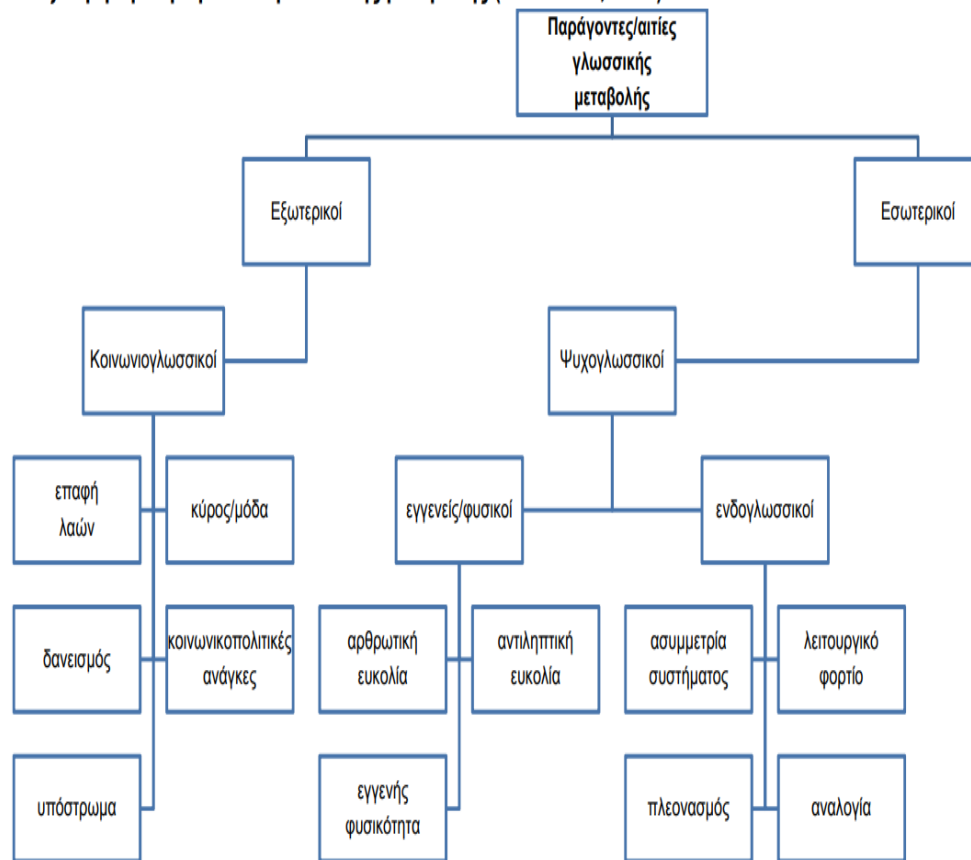 Παράγοντες/αιτίες
γλωσσικής
μεταβολής
Εξωτερικοί
Εσωτερικοί
Κοινωνιογλωσσικοί
Ψυχογλωσσικοί
επαφή
λαών
κύρος/μόδα
εγγενείς/φυσικοί
ενδογλωσσικοί
δανεισμός
κοινωνικοπολιτικές
ανάγκες
αρθρωτική
ευκολία
αντιληπτική
ευκολία
ασυμμετρία
συστήματος
λειτουργικό
φορτίο
υπόστρωμα
εγγενής
φυσικότητα
πλεονασμός
αναλογία